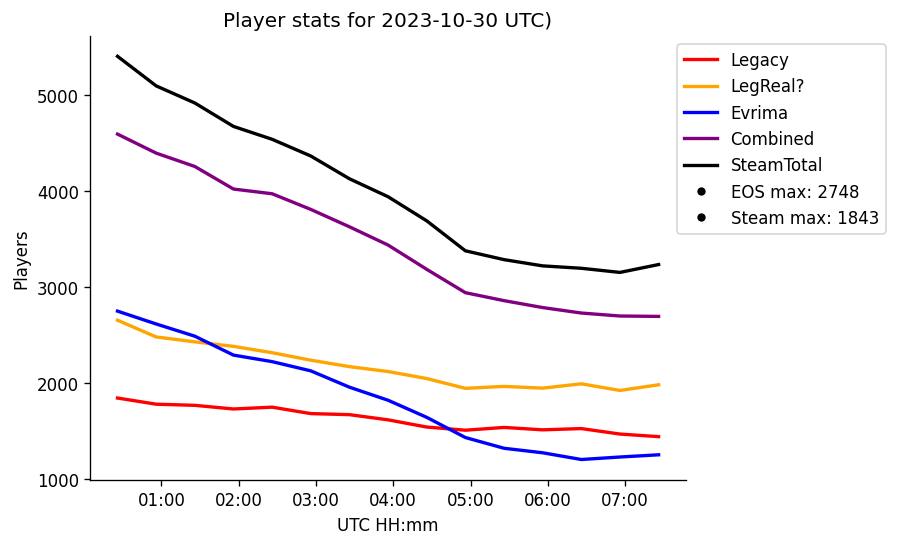 Player stats for 2023-10-30 UTC)
Legacy
LegReal?
Evrima
Combined
SteamTotal
EOS max: 2748
Steam max: 1843
Players
5000
4000
3000
2000
1000
01:00 02:00 03:00 04:00 05:00 06:00 07:00
UTC HH:mm